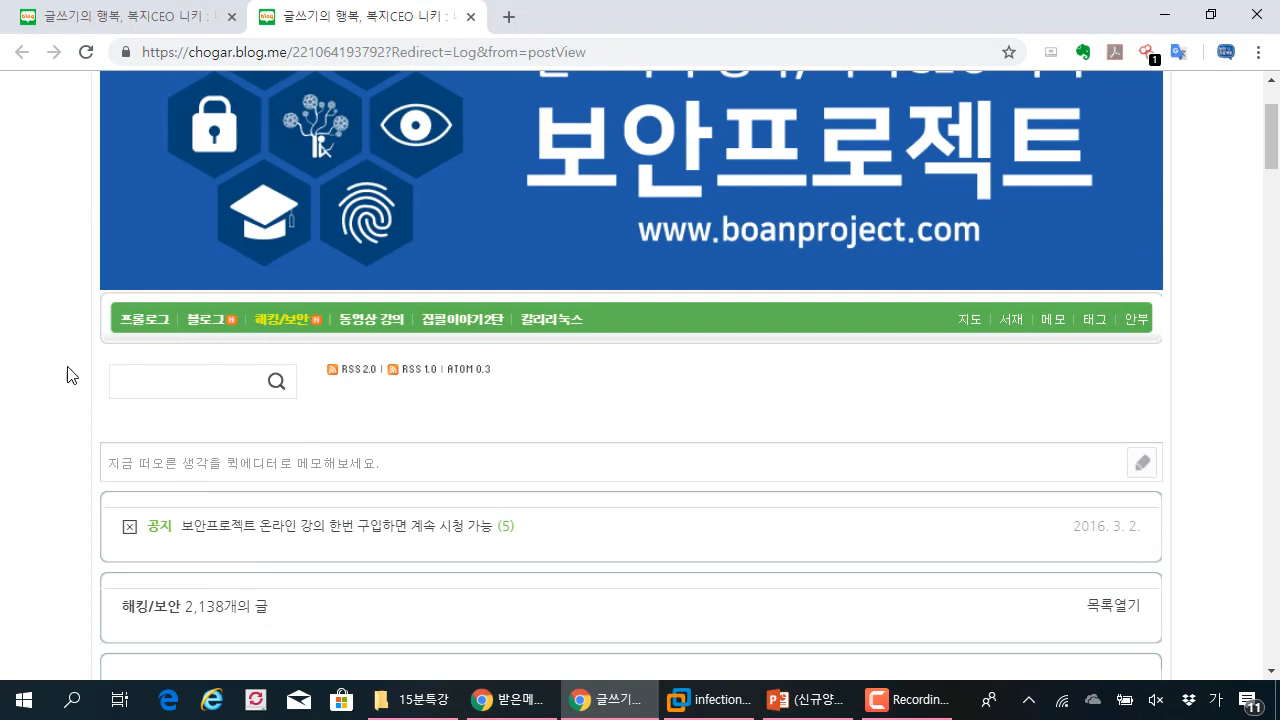 글쓰기의 행복, 복지CEO 니키 :
글쓰기의 행복, 복지CEO 니키 :
https://chogar.blog.me/221064193792?Redirect=Log&from=postView
1
보안프로젝트
www.boanproject.com
프롤로그 | 블로그 N | 해킹/보안 N | 동영상 강의 | 집필이야기2탄 | 칼리리눅스
지도 | 서재 | 메모 | 태그 | 안부
RSS 2.0 | RSS 1.0 | ATOM 0.3
지금 떠오른 생각을 퀵에디터로 메모해보세요.
공지 보안프로젝트 온라인 강의 한번 구입하면 계속 시청 가능 (5)
2016. 3. 2.
해킹/보안 2,138개의 글
목록열기
15분특강
받은메...
글쓰기...
infection...
(신규양...
Recordin...
가
11